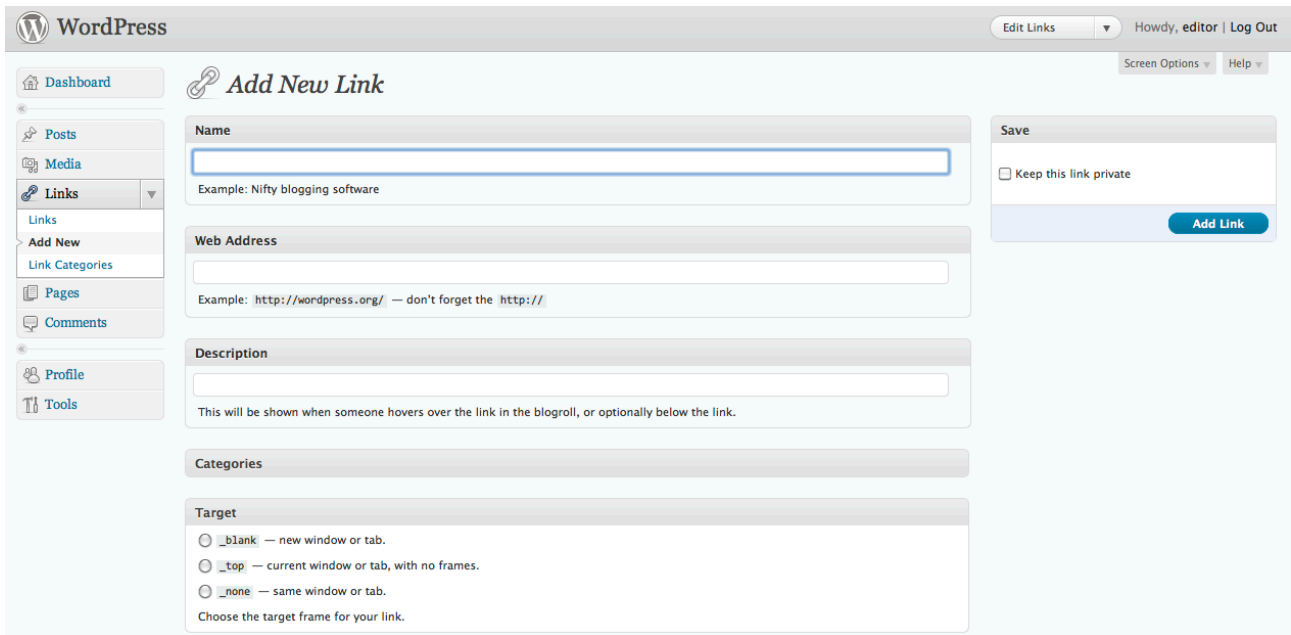 WordPress
Edit Links
Howdy, editor | Log Out
Screen Options
Help
Dashboard
Posts
Media
Links
Links
Add New
Link Categories
Pages
Comments
Profile
Tools
Add New Link
Name
Example: Nifty blogging software
Web Address
Example: http://wordpress.org/ — don't forget the http://
Description
This will be shown when someone hovers over the link in the blogroll, or optionally below the link.
Categories
Target
_blank — new window or tab.
_top — current window or tab, with no frames.
_none — same window or tab.
Choose the target frame for your link.
Save
Keep this link private
Add Link